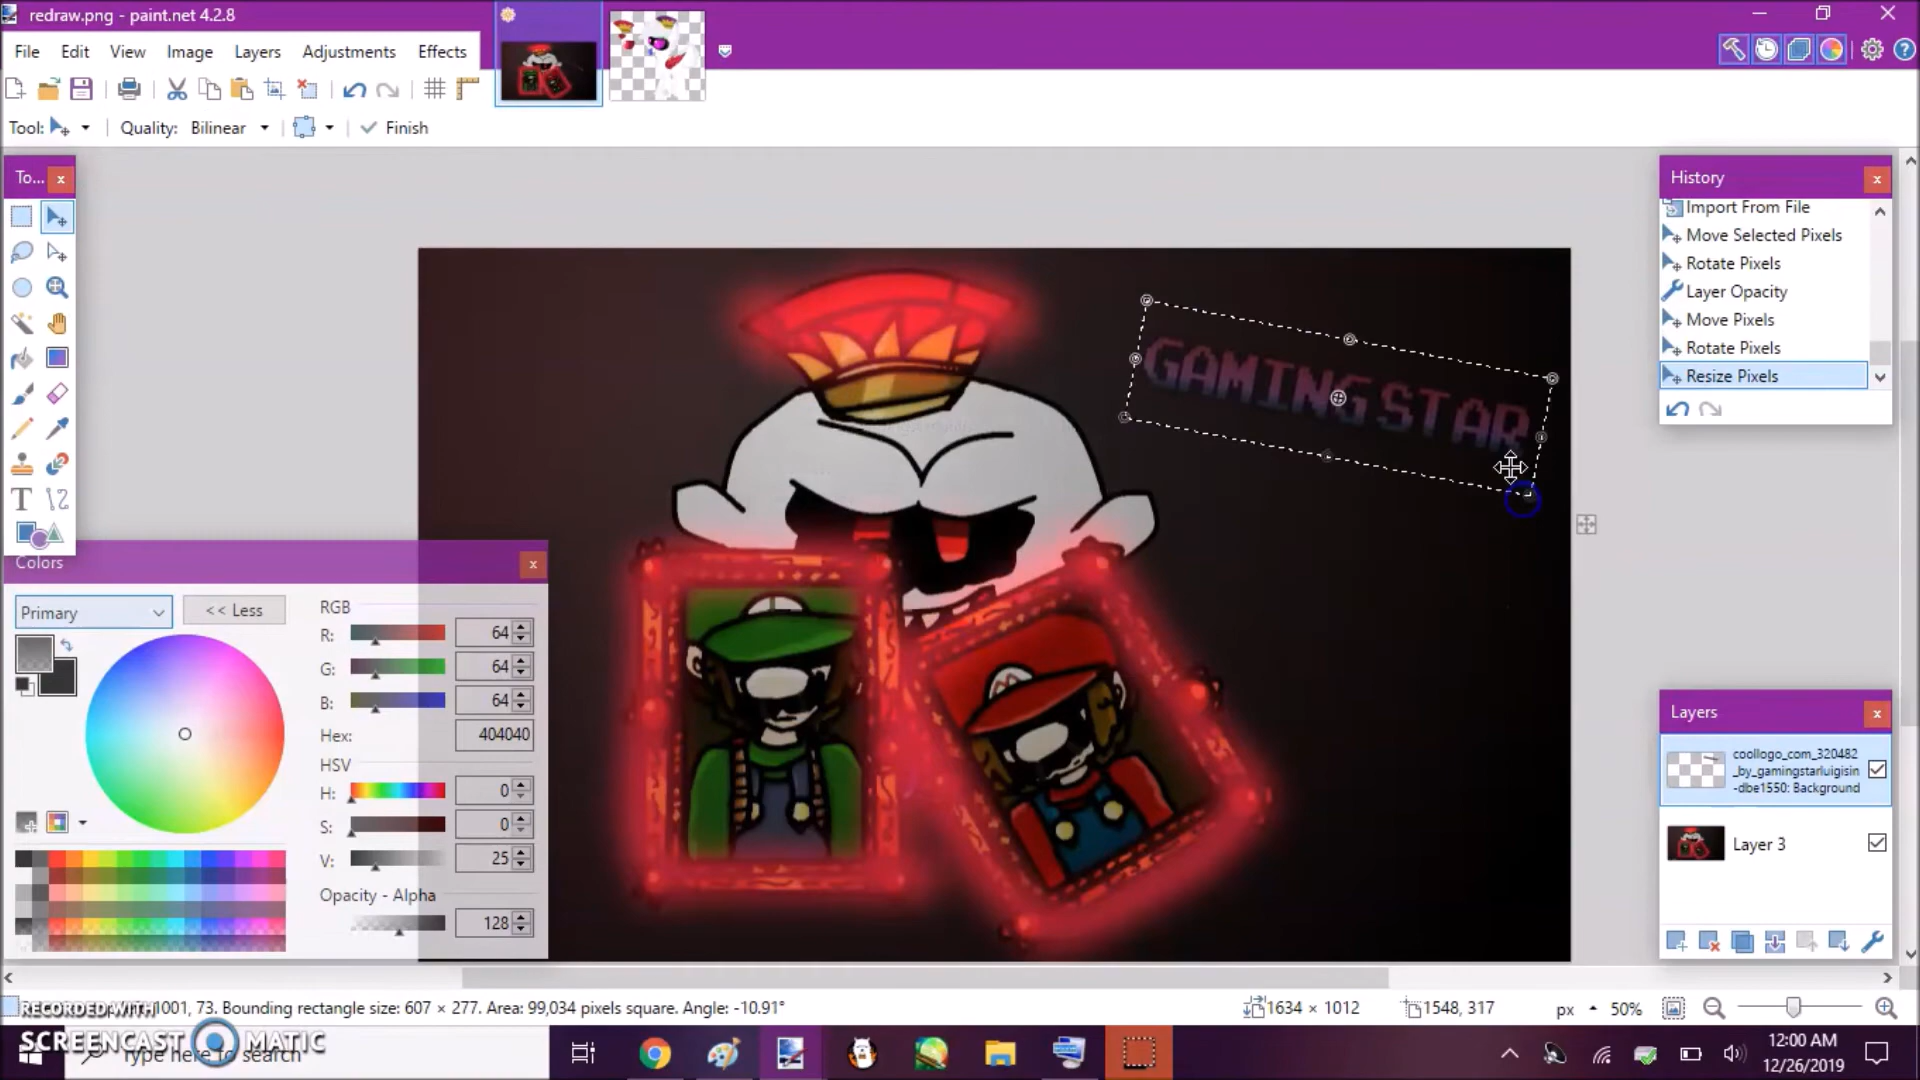 redraw.png - paint.net 4.2.8
File Edit View Image Layers Adjustments Effects
Tool: Quality: Bilinear Finish
To... x
History x
Import From File
Move Selected Pixels
Rotate Pixels
Layer Opacity
Move Pixels
Rotate Pixels
Resize Pixels
GAMING STAR
M
T
Colors x
Primary << Less
RGB
R: 64
G: 64
B: 64
Hex: 404040
HSV
H: 0
S: 0
V: 25
Opacity - Alpha
128
Layers x
coollogo_com_320482
_by_gamingstarluigisin
-dbe1550: Background
Layer 3
1001, 73. Bounding rectangle size: 607 × 277. Area: 99,034 pixels square. Angle: -10.91°
1634 × 1012 1548, 317 px 50%
RECORDED WITH
SCREENCAST MATIC
Type here to search
12:00 AM
12/26/2019